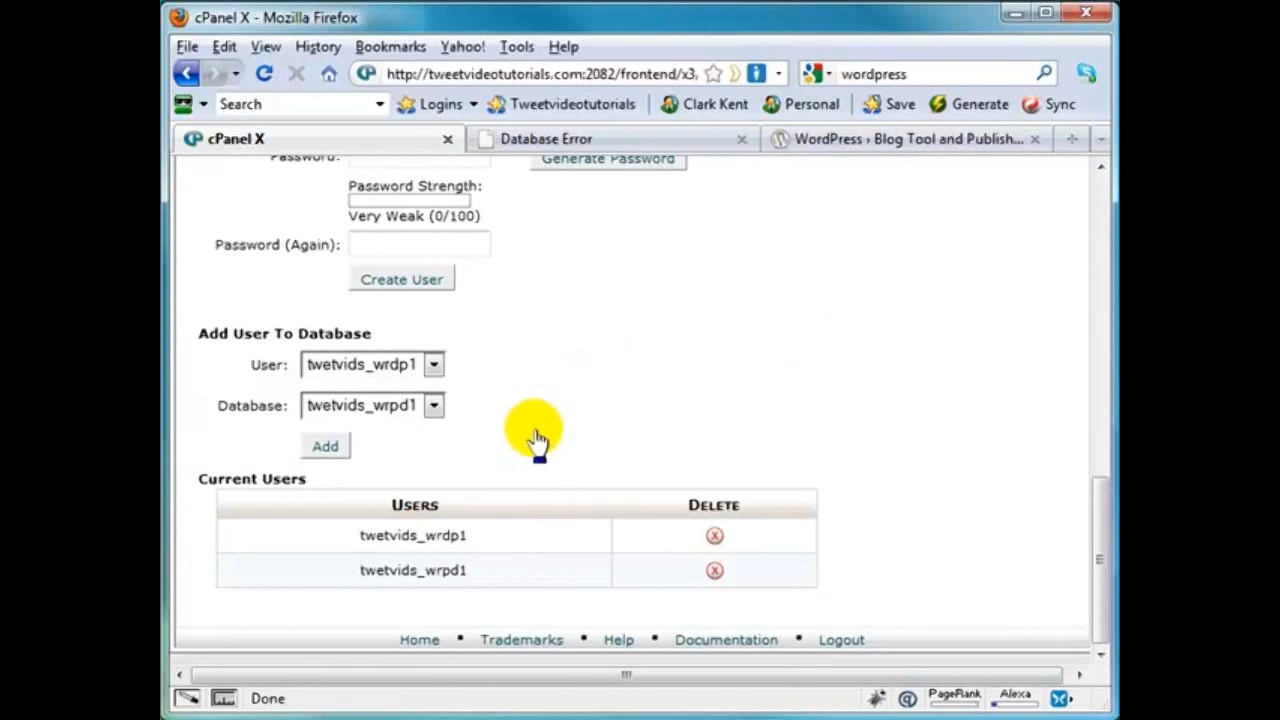 cPanel X - Mozilla Firefox
File Edit View History Bookmarks Yahoo! Tools Help
http://tweetvideotutorials.com:2082/frontend/x3, wordpress
Search Logins Tweetvideotutorials Clark Kent Personal Save Generate Sync
cPanel X Database Error WordPress › Blog Tool and Publish...
Password: Generate Password
Password Strength:
Very Weak (0/100)
Password (Again):
Create User
Add User To Database
User: twetvids_wrdp1
Database: twetvids_wrpd1
Add
Current Users
Users Delete
twetvids_wrdp1
twetvids_wrpd1
Home Trademarks Help Documentation Logout
Done PageRank Alexa